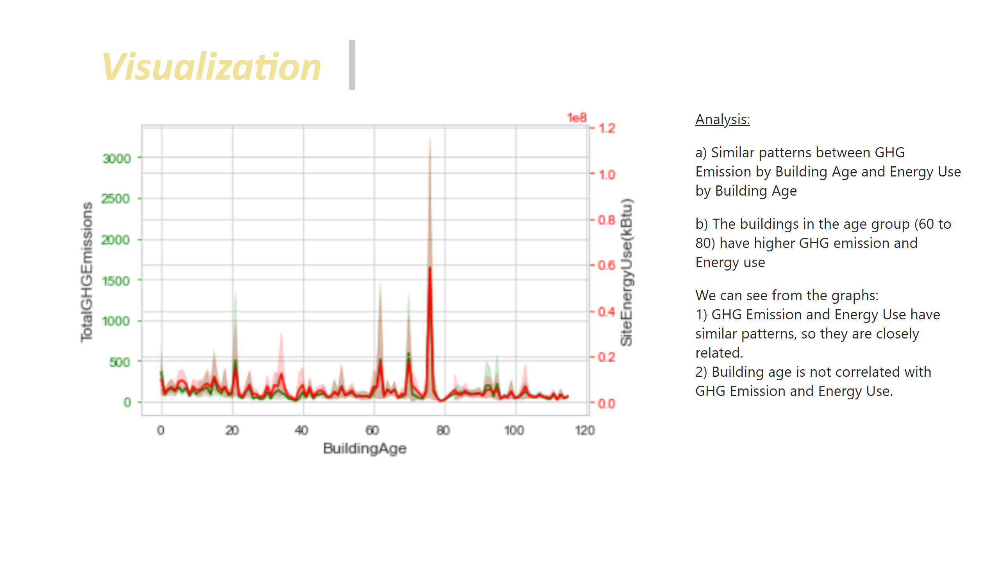 Visualization
1e8
1.2
3000
1.0
2500
0.8
2000
0.6
1500
0.4
1000
0.2
500
0.0
0
TotalGHGEmissions
SiteEnergyUse(kBtu)
0 20 40 60 80 100 120
BuildingAge
Analysis:
a) Similar patterns between GHG
Emission by Building Age and Energy Use
by Building Age
b) The buildings in the age group (60 to
80) have higher GHG emission and
Energy use
We can see from the graphs:
1) GHG Emission and Energy Use have
similar patterns, so they are closely
related.
2) Building age is not correlated with
GHG Emission and Energy Use.